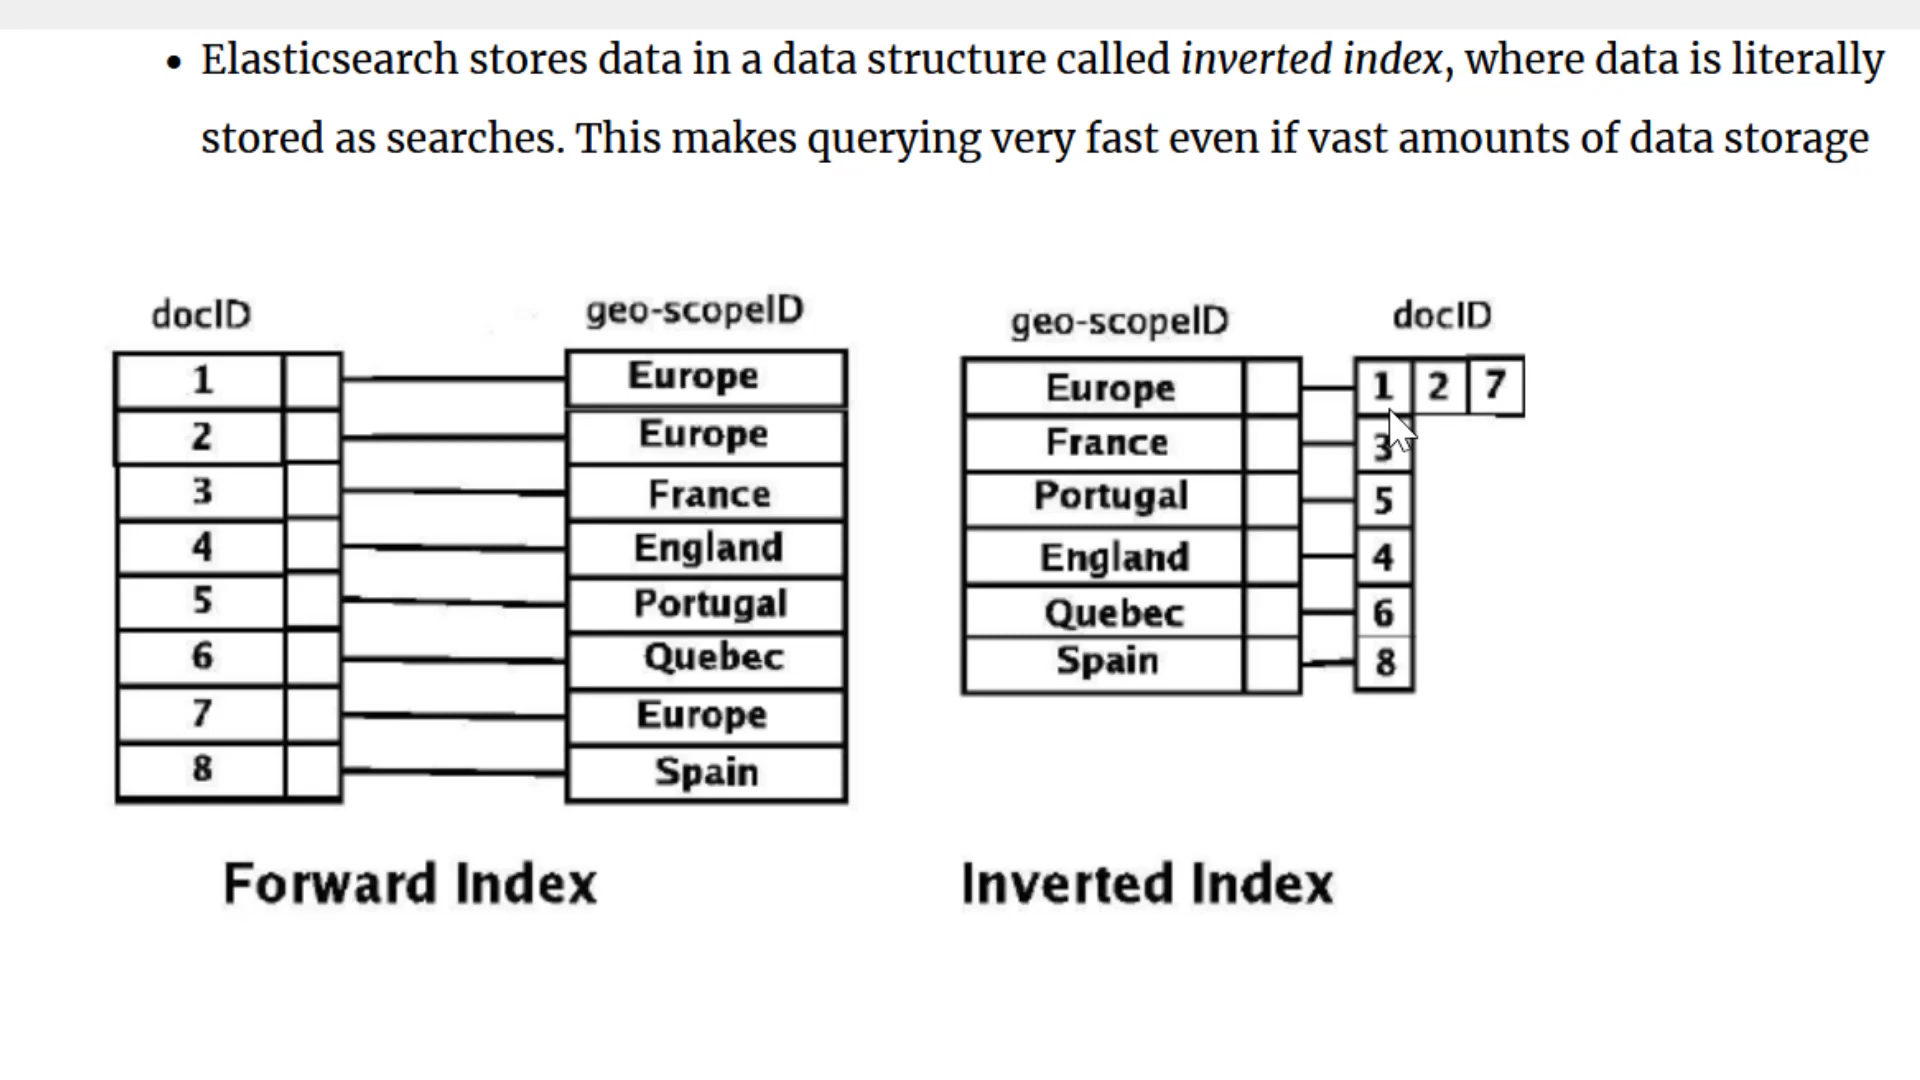 • Elasticsearch stores data in a data structure called inverted index, where data is literally
stored as searches. This makes querying very fast even if vast amounts of data storage
docID geo-scopeID
1 Europe
2 Europe
3 France
4 England
5 Portugal
6 Quebec
7 Europe
8 Spain
Forward Index
geo-scopeID docID
Europe 1 2 7
France 3
Portugal 5
England 4
Quebec 6
Spain 8
Inverted Index